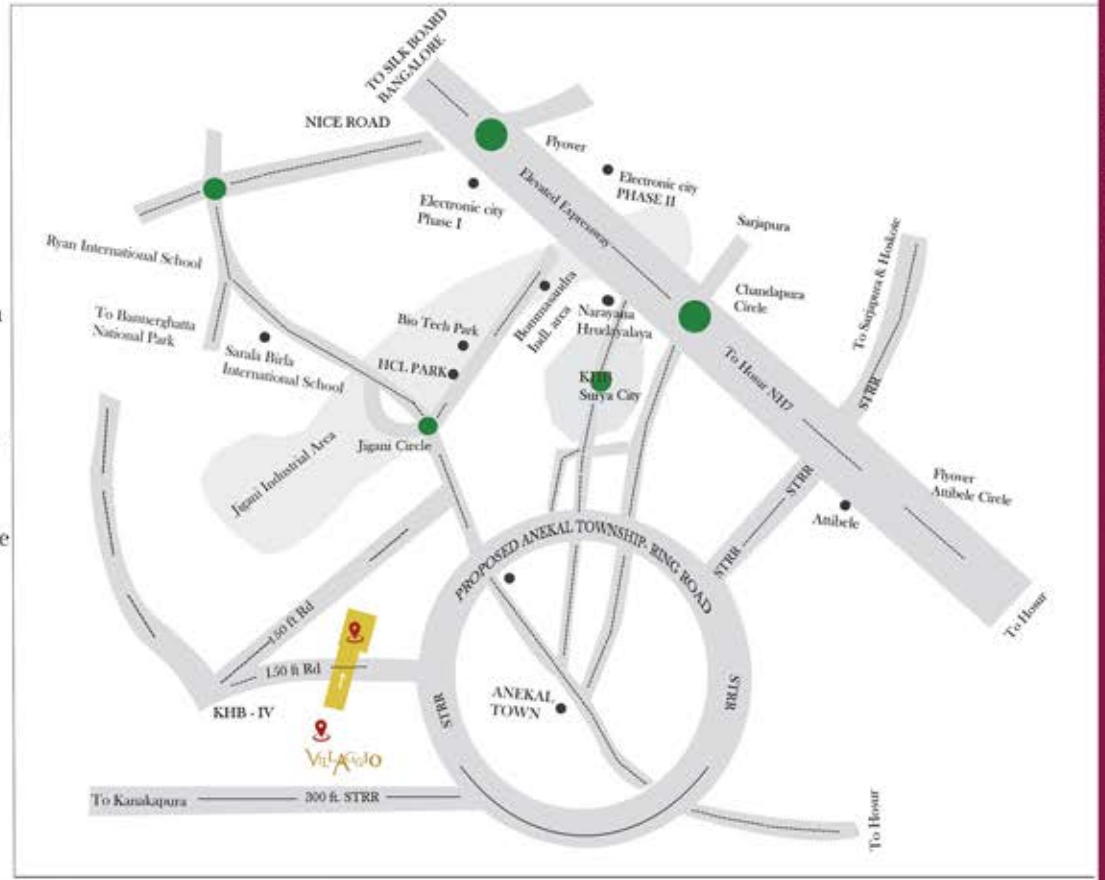 TO SILK BOARD
BANGALORE
NICE ROAD
Flyover
Electronic city
PHASE II
Elevated Expressway
Electronic city
Phase I
Sarjapura
Ryan International School
To Sarjapura & Hoskote
Chandapura
Circle
Bommasandra
Indl. area
Narayana
Hrudayalaya
To Bannerghatta
National Park
Bio Tech Park
Sarala Birla
International School
HCL PARK
KHB
Surya City
To Hosur NH7
STRR
Jigani Circle
Jigani Industrial Area
Flyover
Attibele Circle
STRR
Attibele
STRR
PROPOSED ANEKAL TOWNSHIP- RING ROAD
To Hosur
150 ft Rd
150 ft Rd
KHB - IV
ANEKAL
TOWN
STRR
STRR
VILLAGGIO
To Kanakapura
300 ft. STRR
To Hosur